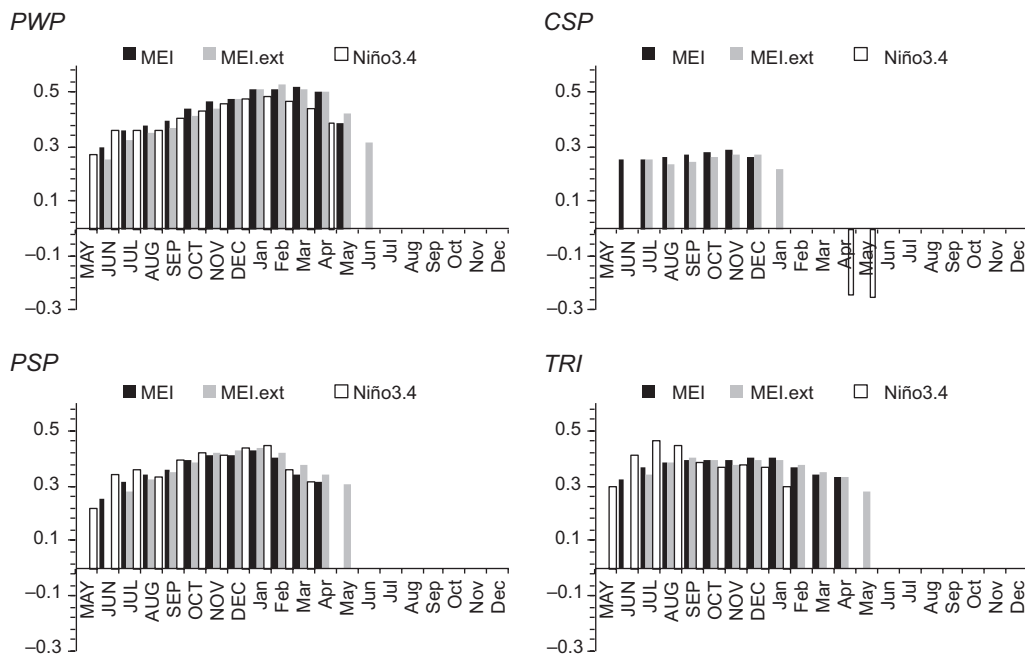 PWP
MEI MEI.ext Niño3.4
0.5
0.3
0.1
–0.1
–0.3
MAY JUN JUL AUG SEP OCT NOV DEC Jan Feb Mar Apr May Jun Jul Aug Sep Oct Nov Dec
CSP
MEI MEI.ext Niño3.4
0.5
0.3
0.1
–0.1
–0.3
MAY JUN JUL AUG SEP OCT NOV DEC Jan Feb Mar Apr May Jun Jul Aug Sep Oct Nov Dec
PSP
MEI MEI.ext Niño3.4
0.5
0.3
0.1
–0.1
–0.3
MAY JUN JUL AUG SEP OCT NOV DEC Jan Feb Mar Apr May Jun Jul Aug Sep Oct Nov Dec
TRI
MEI MEI.ext Niño3.4
0.5
0.3
0.1
–0.1
–0.3
MAY JUN JUL AUG SEP OCT NOV DEC Jan Feb Mar Apr May Jun Jul Aug Sep Oct Nov Dec